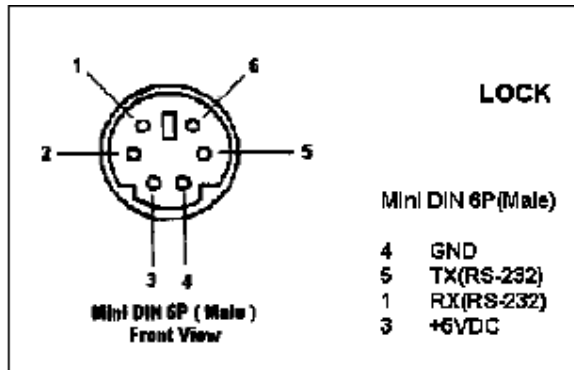 1
6
LOCK
2
5
Mini DIN 6P(Male)
4 GND
5 TX(RS-232)
1 RX(RS-232)
3 +5VDC
3
4
Mini DIN 6P ( Male )
Front View